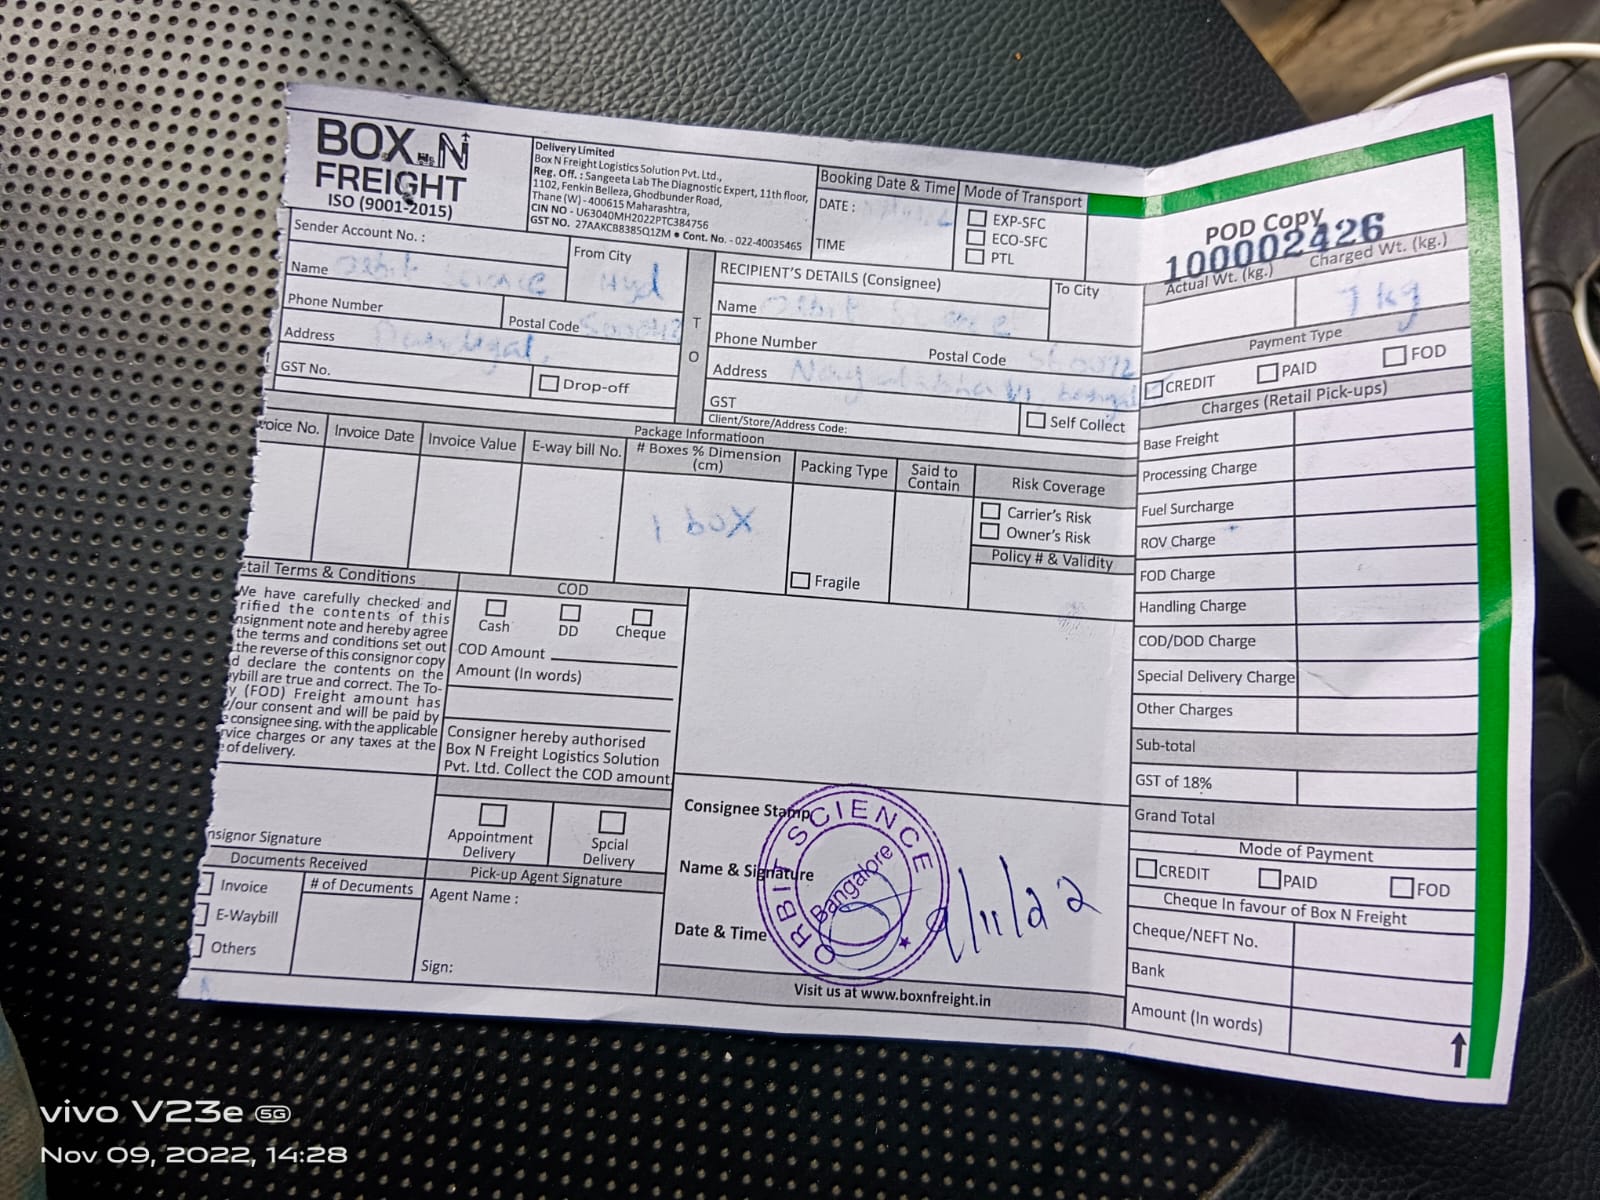 BOX N
FREIGHT
ISO (9001-2015)
Delivery Limited
Box N Freight Logistics Solution Pvt. Ltd.,
Reg. Off. : Sangeeta Lab The Diagnostic Expert, 11th floor,
1102, Fenkin Belleza, Ghodbunder Road,
Thane (W) - 400615 Maharashtra,
CIN NO - U63040MH2022PTC384756
GST NO. 27AAKCB8385Q1ZM ● Cont. No. - 022-40035465
Booking Date & Time
DATE :
TIME
Mode of Transport
EXP-SFC
ECO-SFC
PTL
POD Copy
100002426
Actual Wt. (kg.) Charged Wt. (kg.)
7 kg
Sender Account No. :
Name Orbit Science
From City
Hyd
Phone Number
Postal Code
Address
GST No.
Drop-off
TO
RECIPIENT'S DETAILS (Consignee)
To City
Name Orbit Science
Phone Number
Postal Code 560072
Address
GST
Self Collect
Client/Store/Address Code:
Payment Type
CREDIT PAID FOD
Charges (Retail Pick-ups)
Base Freight
Processing Charge
Fuel Surcharge
ROV Charge
FOD Charge
Handling Charge
COD/DOD Charge
Special Delivery Charge
Other Charges
Sub-total
GST of 18%
Grand Total
Mode of Payment
CREDIT PAID FOD
Cheque In favour of Box N Freight
Cheque/NEFT No.
Bank
Amount (In words)
Package Informatioon
voice No. Invoice Date Invoice Value E-way bill No. # Boxes % Dimension (cm) Packing Type Said to Contain Risk Coverage
1 box
Fragile
Carrier's Risk
Owner's Risk
Policy # & Validity
tail Terms & Conditions
We have carefully checked and
rified the contents of this
nsignment note and hereby agree
the terms and conditions set out
the reverse of this consignor copy
d declare the contents on the
ybill are true and correct. The To-
y (FOD) Freight amount has
/our consent and will be paid by
consignee sing, with the applicable
rvice charges or any taxes at the
of delivery.
COD
Cash DD Cheque
COD Amount
Amount (In words)
Consigner hereby authorised
Box N Freight Logistics Solution
Pvt. Ltd. Collect the COD amount
Appointment Delivery
Spcial Delivery
nsignor Signature
Documents Received
Invoice
E-Waybill
Others
# of Decuments
Pick-up Agent Signature
Agent Name :
Sign:
Consignee Stamp
Name & Signature
Date & Time
ORBIT SCIENCE
Bangalore
9/11/22
Visit us at www.boxnfreight.in
vivo V23e 5G
Nov 09, 2022, 14:28